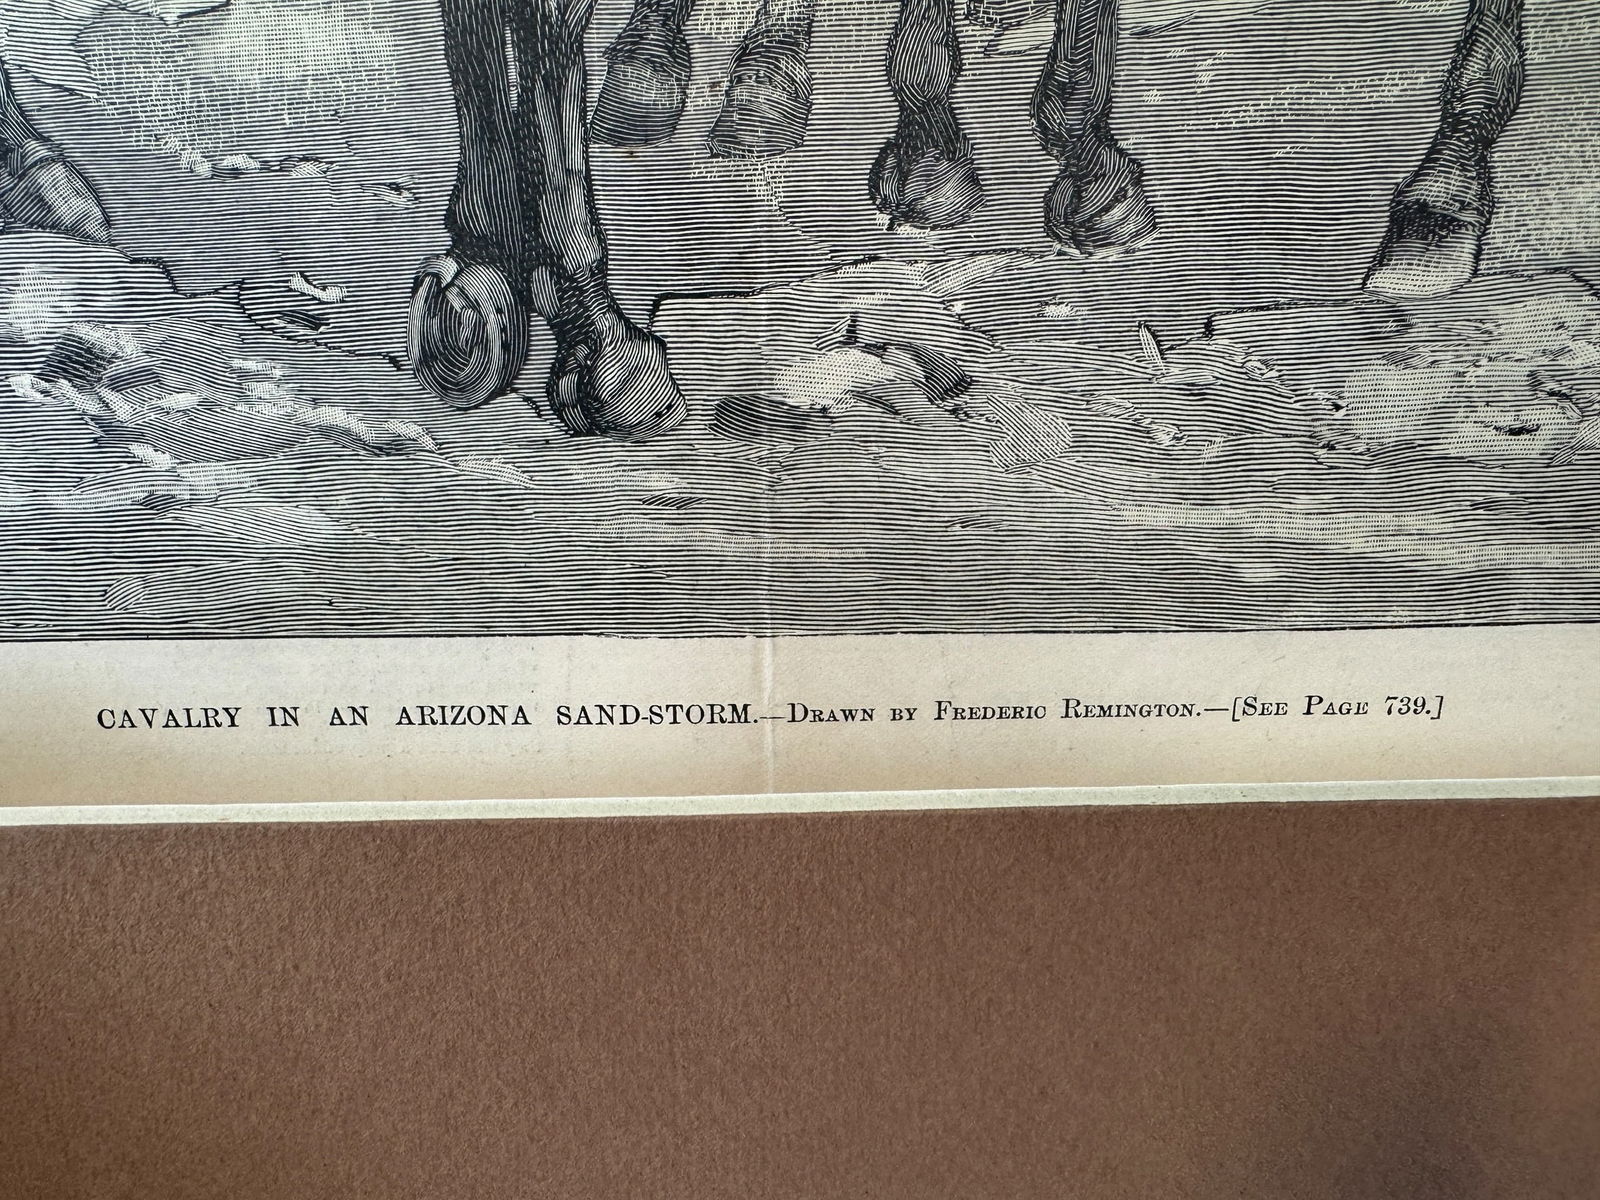 CAVALRY IN AN ARIZONA SAND-STORM.—Drawn by Frederic Remington.—[See Page 739.]